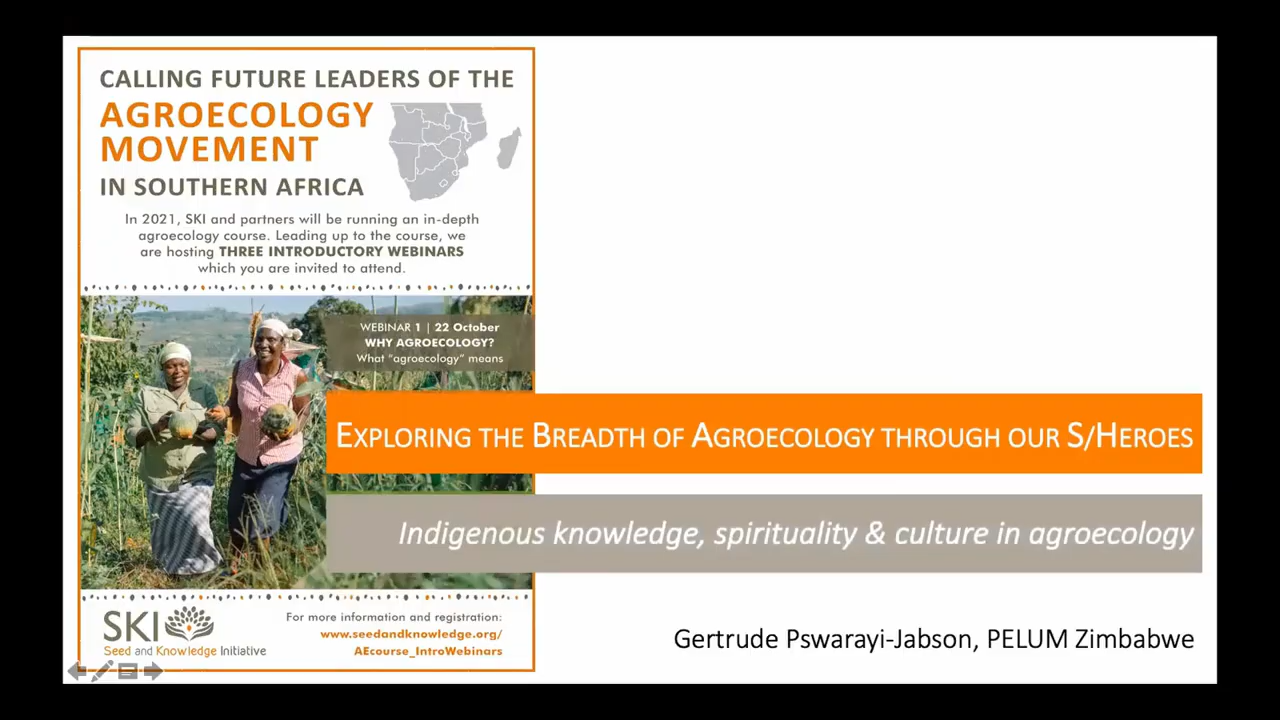 CALLING FUTURE LEADERS OF THE
AGROECOLOGY
MOVEMENT
IN SOUTHERN AFRICA
In 2021, SKI and partners will be running an in-depth
agroecology course. Leading up to the course, we
are hosting THREE INTRODUCTORY WEBINARS
which you are invited to attend.
WEBINAR 1 | 22 October
WHY AGROECOLOGY?
What "agroecology" means
EXPLORING THE BREADTH OF AGROECOLOGY THROUGH OUR S/HEROES
Indigenous knowledge, spirituality & culture in agroecology
SKI
Seed and Knowledge Initiative
For more information and registration:
www.seedandknowledge.org/
AEcourse_IntroWebinars
Gertrude Pswarayi-Jabson, PELUM Zimbabwe